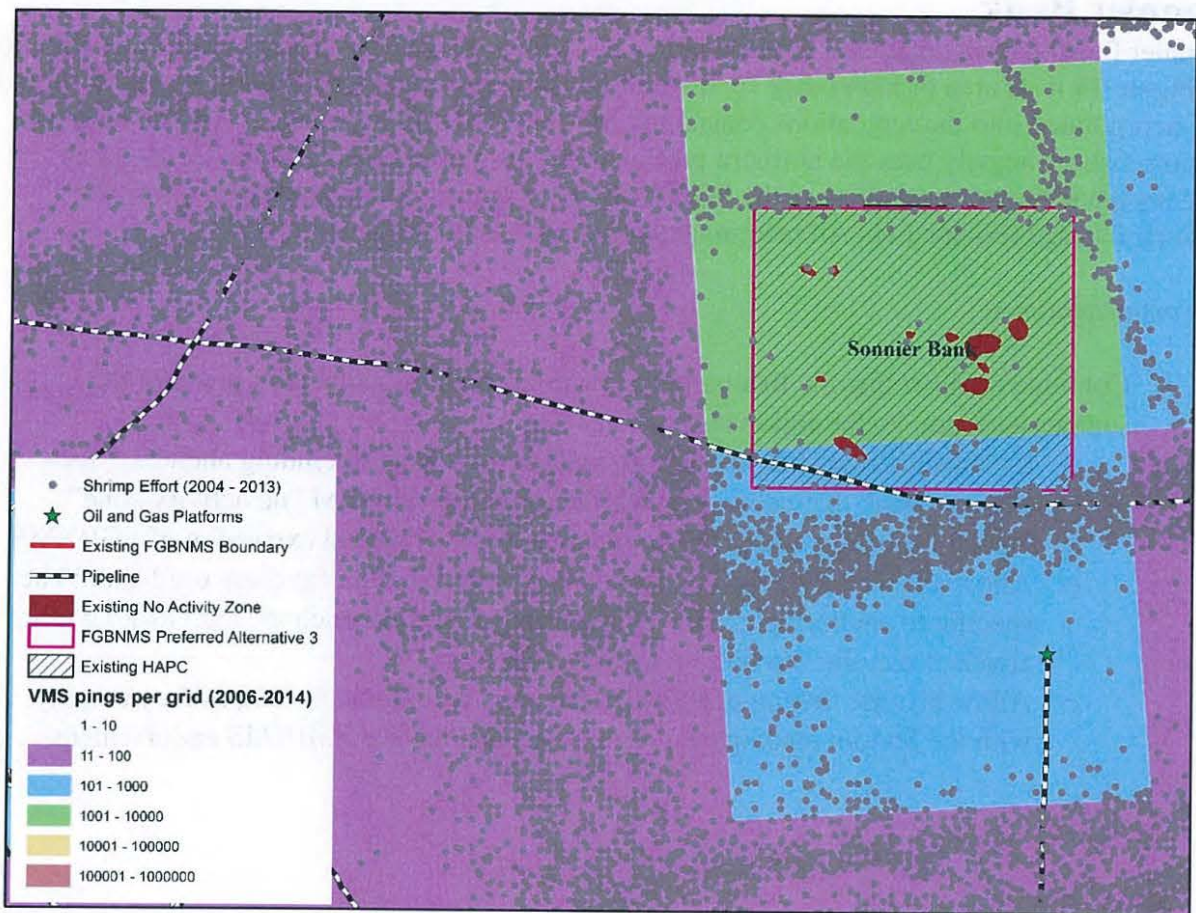 Sonnier Bank
Shrimp Effort (2004 - 2013)
Oil and Gas Platforms
Existing FGBNMS Boundary
Pipeline
Existing No Activity Zone
FGBNMS Preferred Alternative 3
Existing HAPC
VMS pings per grid (2006-2014)
1 - 10
11 - 100
101 - 1000
1001 - 10000
10001 - 100000
100001 - 1000000